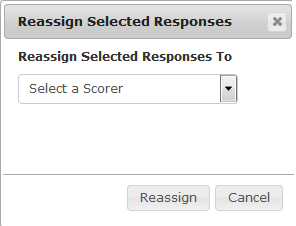 Reassign Selected Responses
Reassign Selected Responses To
Select a Scorer
Reassign Cancel